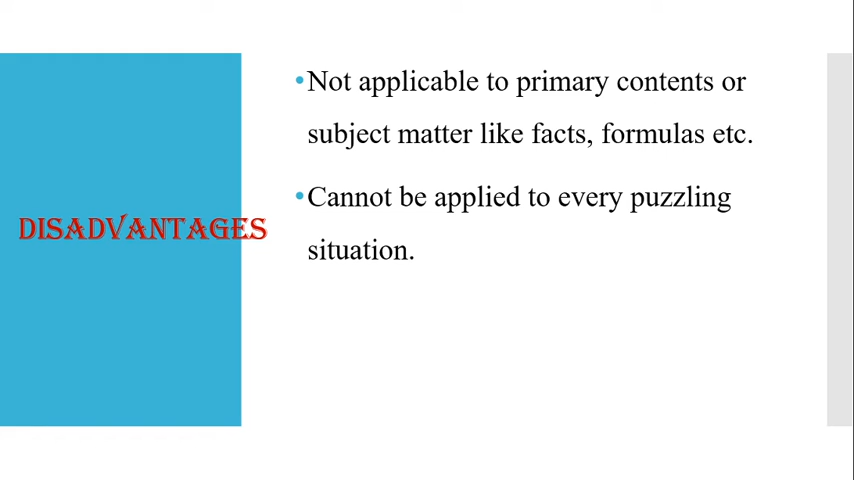 DISADVANTAGES
•Not applicable to primary contents or
subject matter like facts, formulas etc.
•Cannot be applied to every puzzling
situation.